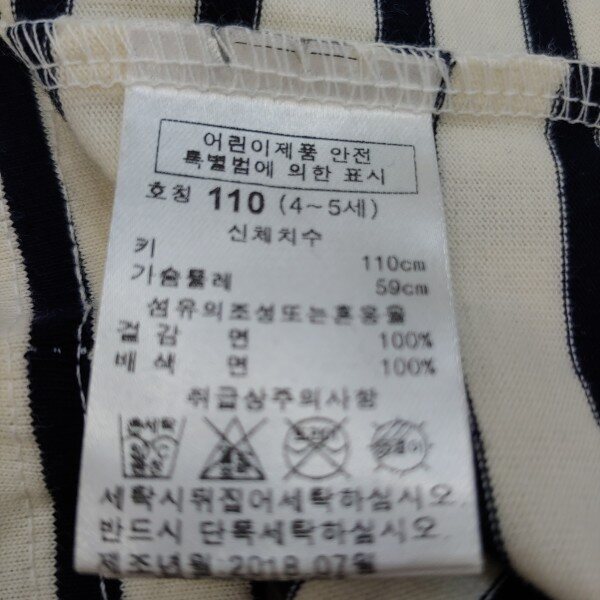 어린이제품 안전
특별법에 의한 표시
호칭 110 (4~5세)
신체치수
키 110cm
가슴둘레 59cm
섬유의조성또는혼용율
겉감 면 100%
배색 면 100%
취급상주의사항
세탁시뒤집어세탁하십시오.
반드시 단독세탁하십시오.
제조년월:2018.07월